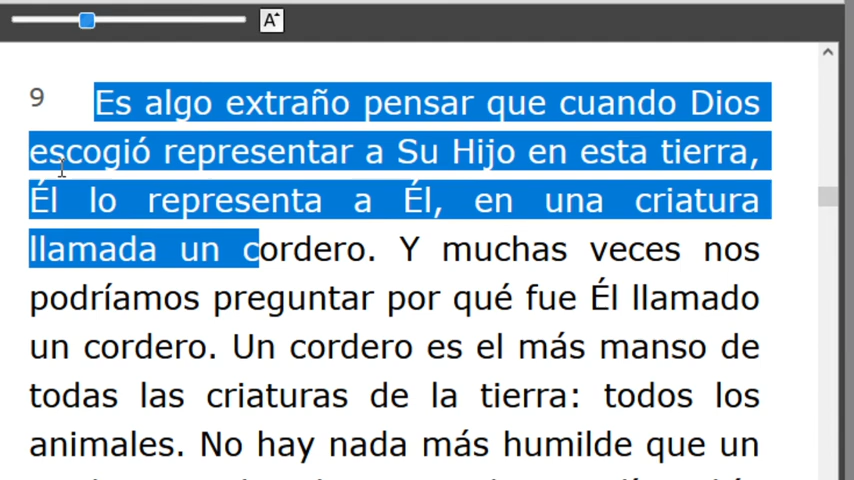 A
9 Es algo extraño pensar que cuando Dios
escogió representar a Su Hijo en esta tierra,
Él lo representa a Él, en una criatura
llamada un cordero. Y muchas veces nos
podríamos preguntar por qué fue Él llamado
un cordero. Un cordero es el más manso de
todas las criaturas de la tierra: todos los
animales. No hay nada más humilde que un